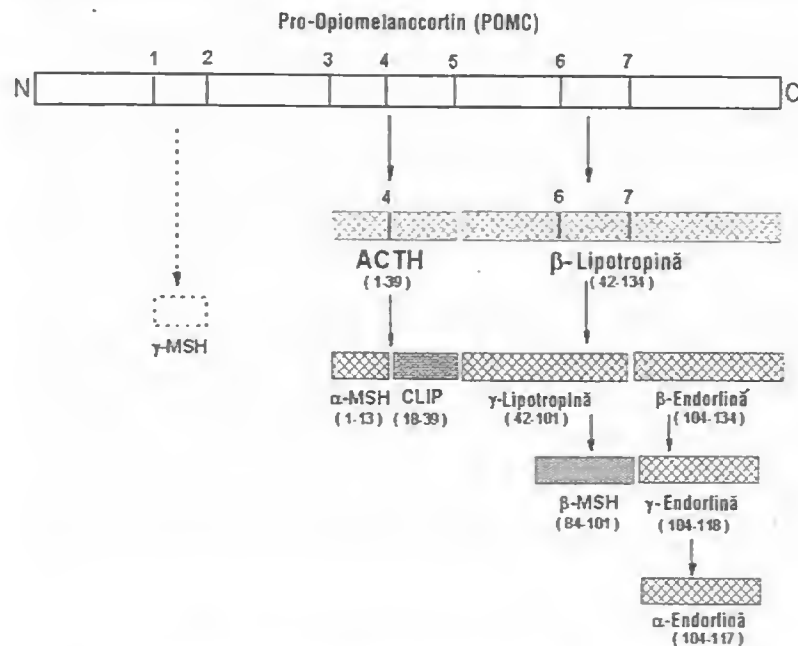 Pro-Opiomelanocortin (POMC)
1 2 3 4 5 6 7
N C
4 6 7
ACTH β-Lipotropină
(1-39) (42-134)
γ-MSH
α-MSH CLIP γ-Lipotropină β-Endorfină
(1-13) (18-39) (42-101) (104-134)
β-MSH γ-Endorfină
(84-101) (104-118)
α-Endorfină
(104-117)